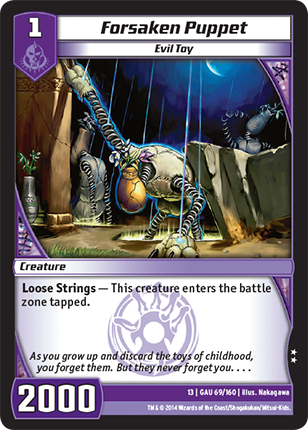 1
Forsaken Puppet
Evil Toy
Creature
Loose Strings — This creature enters the battle
zone tapped.
As you grow up and discard the toys of childhood,
you forget them. But they never forget you. . . .
2000
13 | GAU 69/160 | Illus. Nakagawa
TM & © 2014 Wizards of the Coast/Shogakukan/Mitsui-Kids.